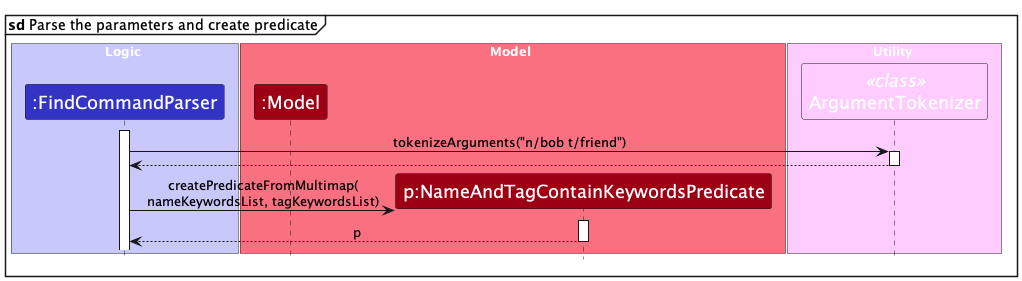 sd Parse the parameters and create predicate
Logic
Model
Utility
:FindCommandParser
:Model
«class»
ArgumentTokenizer
tokenizeArguments("n/bob t/friend")
createPredicateFromMultimap(
nameKeywordsList, tagKeywordsList)
p:NameAndTagContainKeywordsPredicate
p